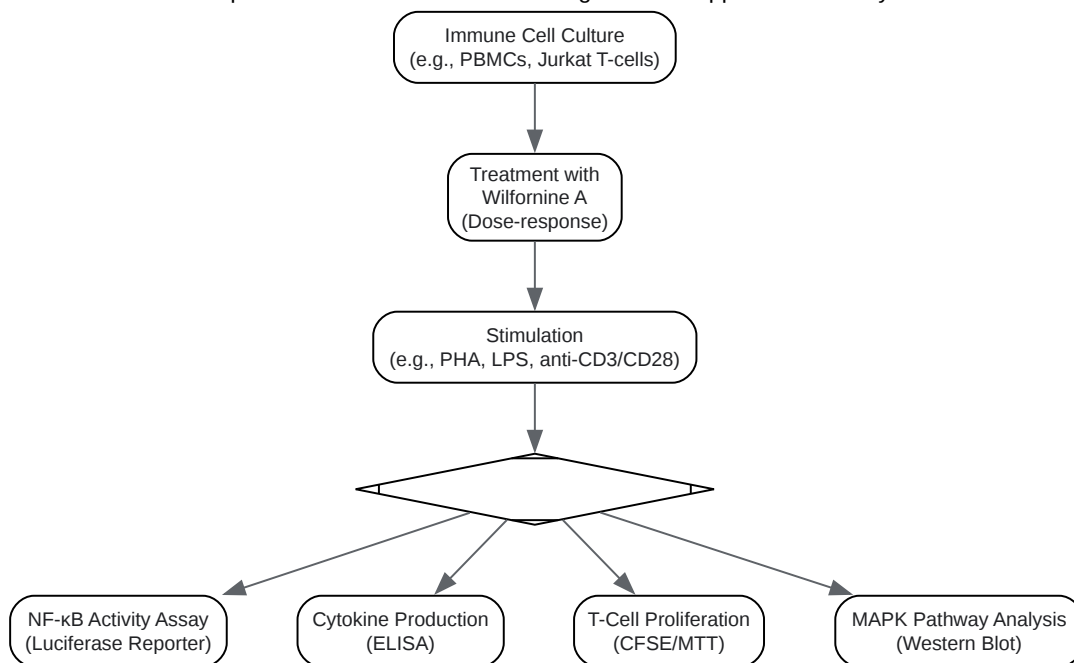 Immune Cell Culture
(e.g., PBMCs, Jurkat T-cells)
Treatment with
Wilfornine A
(Dose-response)
Stimulation
(e.g., PHA, LPS, anti-CD3/CD28)
NF-κB Activity Assay
(Luciferase Reporter)
Cytokine Production
(ELISA)
T-Cell Proliferation
(CFSE/MTT)
MAPK Pathway Analysis
(Western Blot)